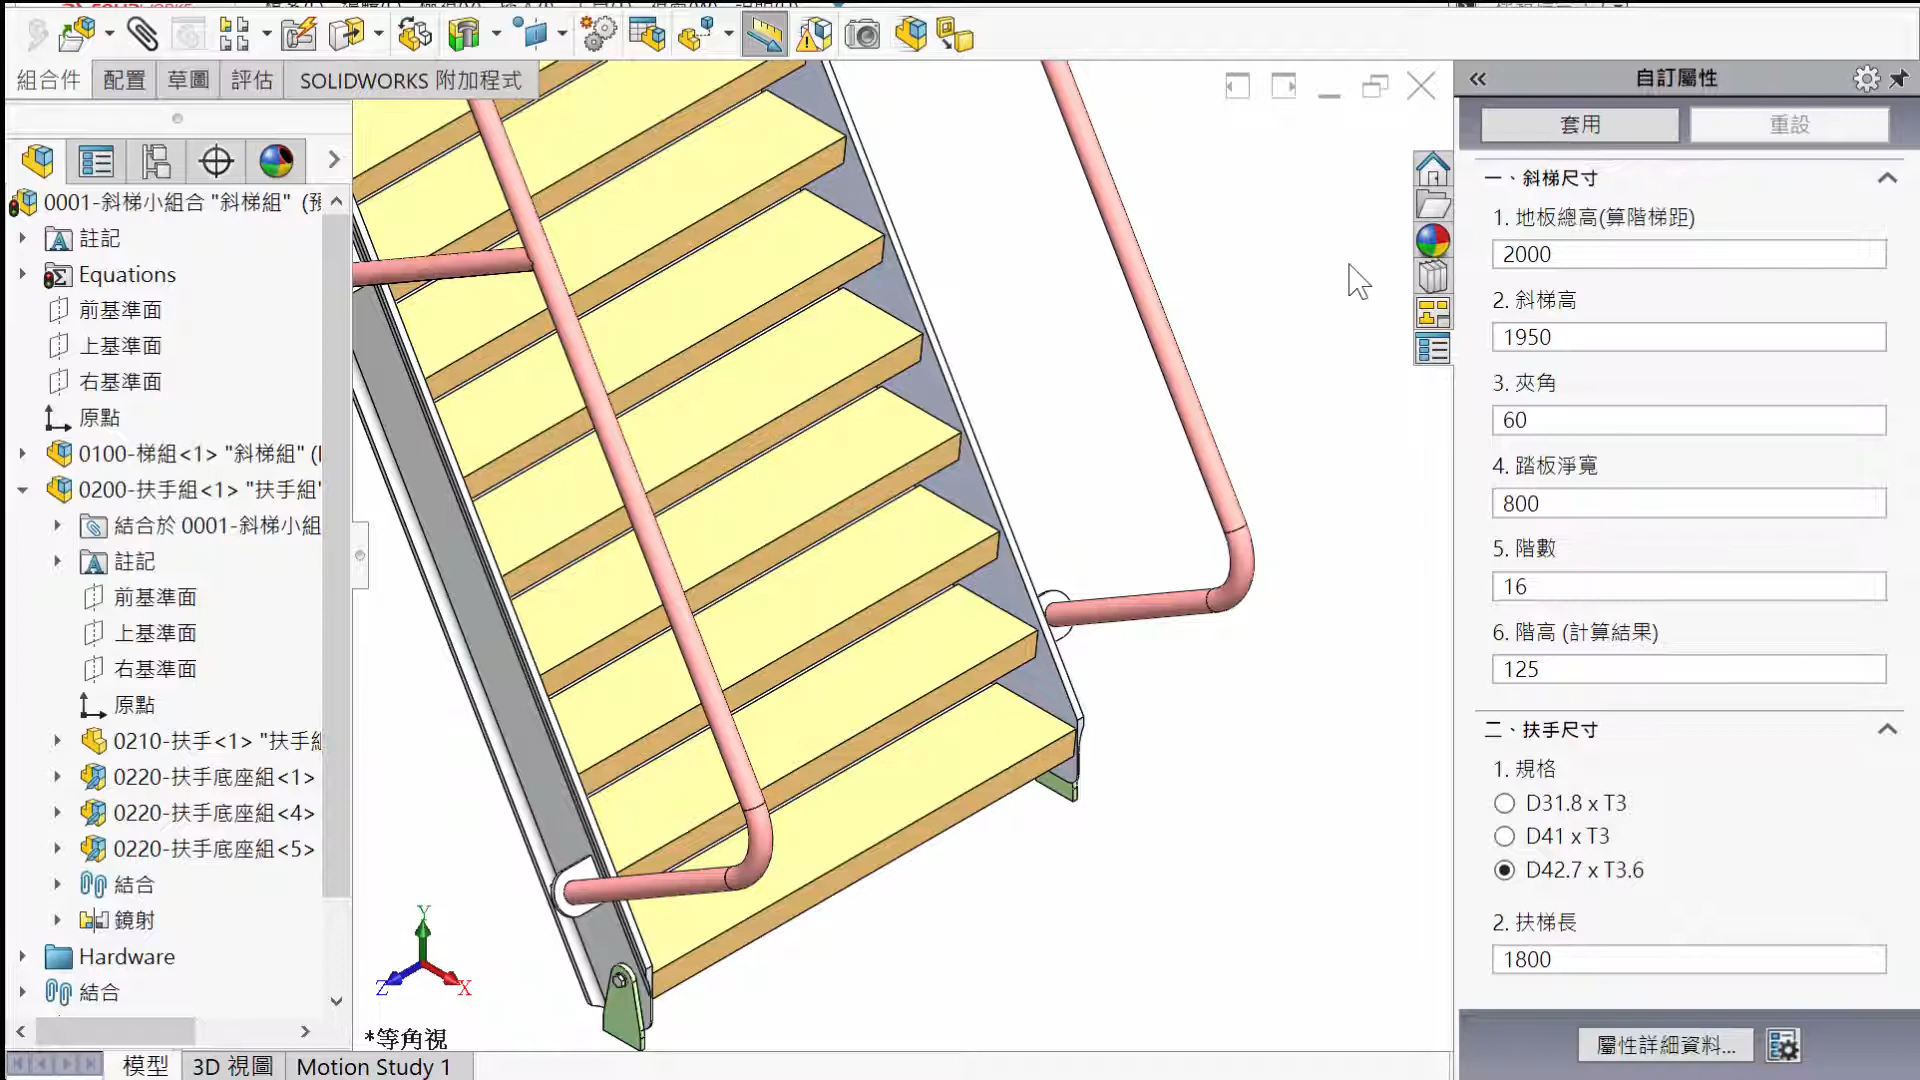 組合件
配置
草圖
評估
SOLIDWORKS 附加程式
0001-斜梯小組合 "斜梯組" (預
註記
Equations
前基準面
上基準面
右基準面
原點
0100-梯組<1> "斜梯組" (
0200-扶手組<1> "扶手組"
結合於 0001-斜梯小組
註記
前基準面
上基準面
右基準面
原點
0210-扶手<1> "扶手組
0220-扶手底座組<1>
0220-扶手底座組<4>
0220-扶手底座組<5>
結合
鏡射
Hardware
結合
Y
Z
X
*等角視
模型
3D 視圖
Motion Study 1
自訂屬性
套用
重設
一、斜梯尺寸
1. 地板總高(算階梯距)
2000
2. 斜梯高
1950
3. 夾角
60
4. 踏板淨寬
800
5. 階數
16
6. 階高 (計算結果)
125
二、扶手尺寸
1. 規格
D31.8 x T3
D41 x T3
D42.7 x T3.6
2. 扶梯長
1800
屬性詳細資料...